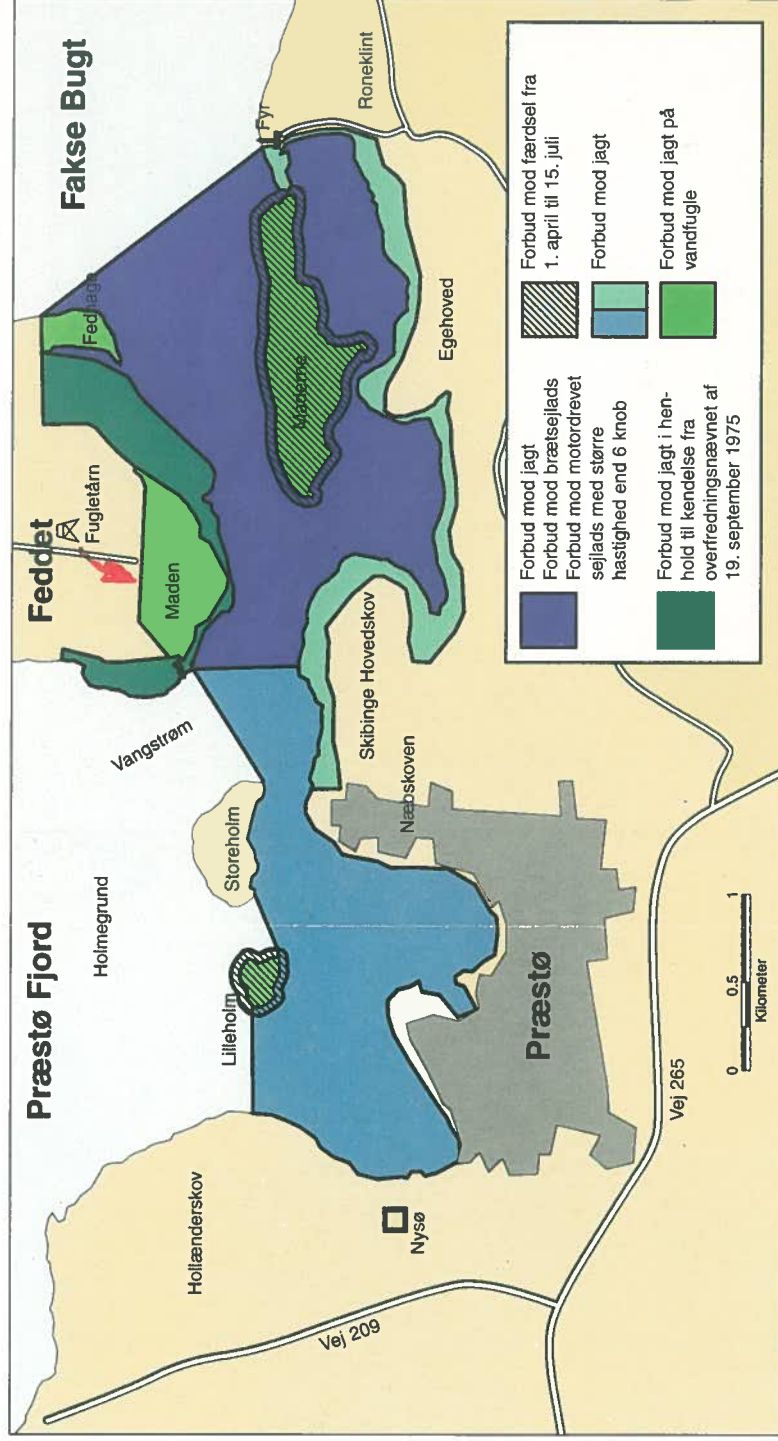 Præstø Fjord
Feddet
Fakse Bugt
Holmegrund
Vangstrøm
Fugletårn
Maden
Fedhage
Fyr
Roneklint
Storeholm
Lilleholm
Hollænderskov
Maderne
Egehoved
Skibinge Hovedskov
Næbskoven
Nysø
Præstø
Vej 209
Vej 265
0 0.5 1
Kilometer
Forbud mod jagt
Forbud mod brætsejlads
Forbud mod motordrevet
sejlads med større
hastighed end 6 knob
Forbud mod jagt i hen-
hold til kendelse fra
overfredningsnævnet af
19. september 1975
Forbud mod færdsel fra
1. april til 15. juli
Forbud mod jagt
Forbud mod jagt på
vandfugle